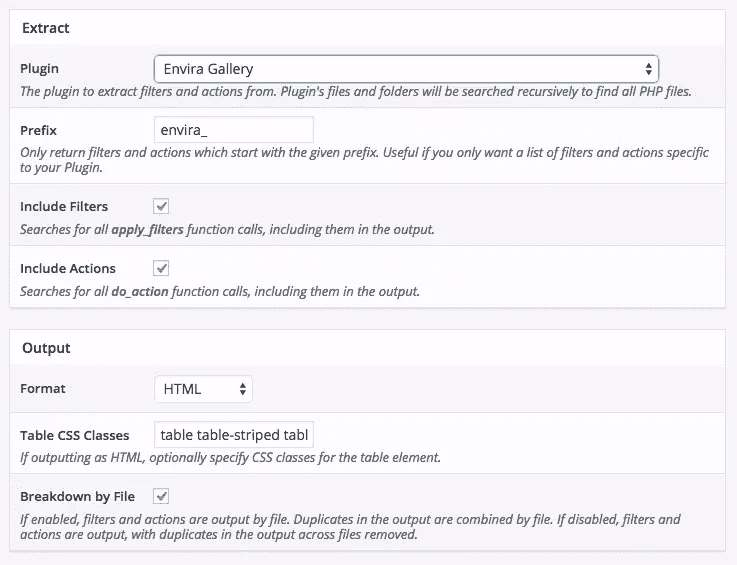 Extract
Plugin
Envira Gallery
The plugin to extract filters and actions from. Plugin's files and folders will be searched recursively to find all PHP files.
Prefix
envira_
Only return filters and actions which start with the given prefix. Useful if you only want a list of filters and actions specific
to your Plugin.
Include Filters
Searches for all apply_filters function calls, including them in the output.
Include Actions
Searches for all do_action function calls, including them in the output.
Output
Format
HTML
Table CSS Classes
table table-striped tabl
If outputting as HTML, optionally specify CSS classes for the table element.
Breakdown by File
If enabled, filters and actions are output by file. Duplicates in the output are combined by file. If disabled, filters and
actions are output, with duplicates in the output across files removed.